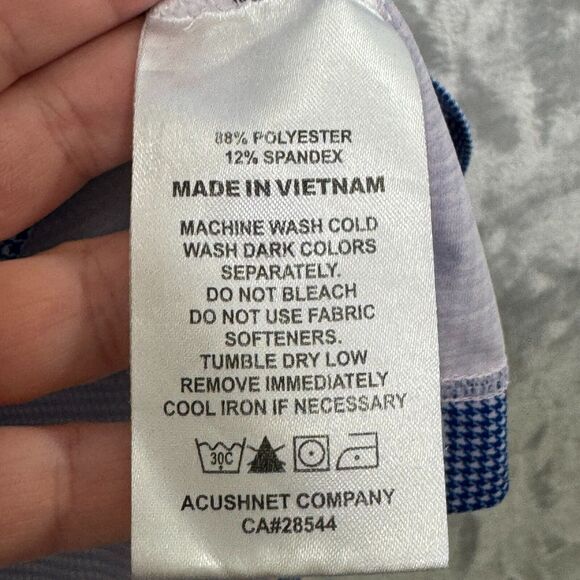 88% POLYESTER
12% SPANDEX
MADE IN VIETNAM
MACHINE WASH COLD
WASH DARK COLORS
SEPARATELY.
DO NOT BLEACH
DO NOT USE FABRIC
SOFTENERS.
TUMBLE DRY LOW
REMOVE IMMEDIATELY
COOL IRON IF NECESSARY
30C
ACUSHNET COMPANY
CA#28544